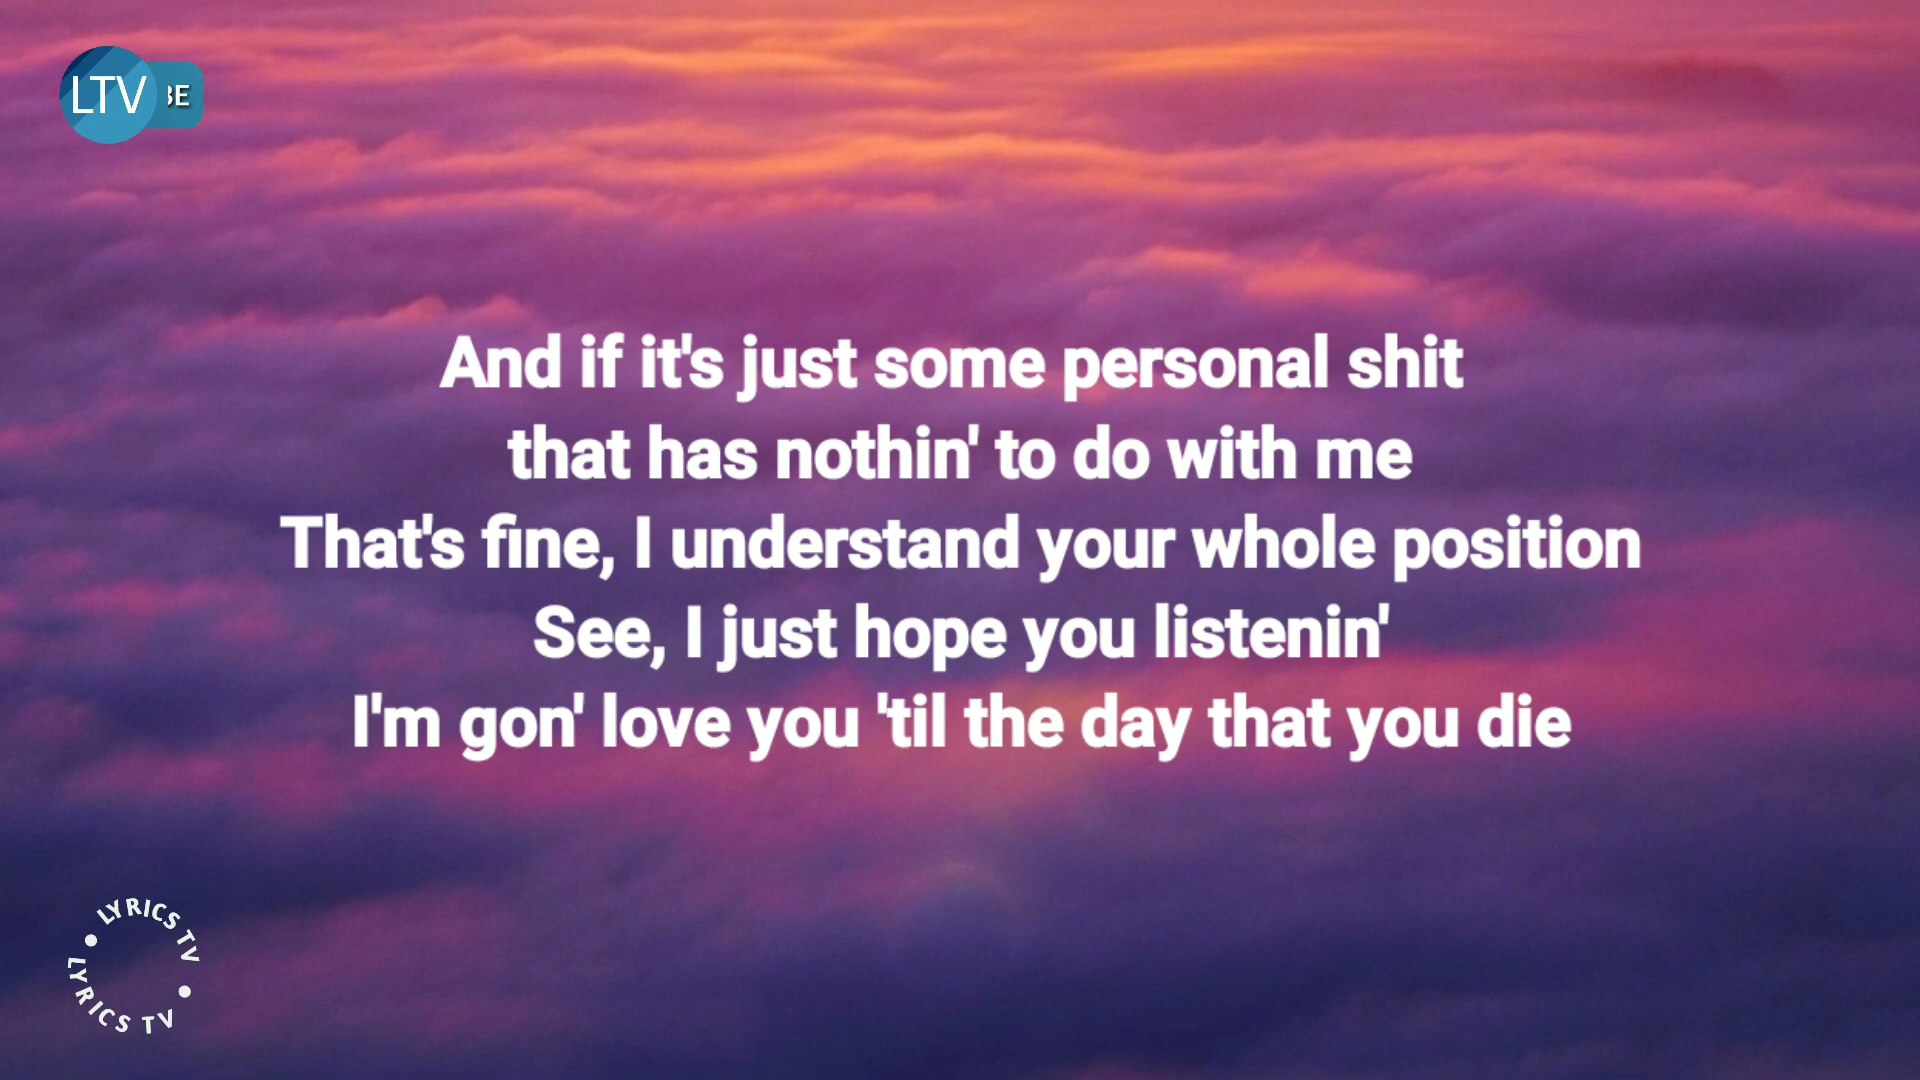 LTV BE
And if it's just some personal shit
that has nothin' to do with me
That's fine, I understand your whole position
See, I just hope you listenin'
I'm gon' love you 'til the day that you die
LYRICS TV • LYRICS TV •